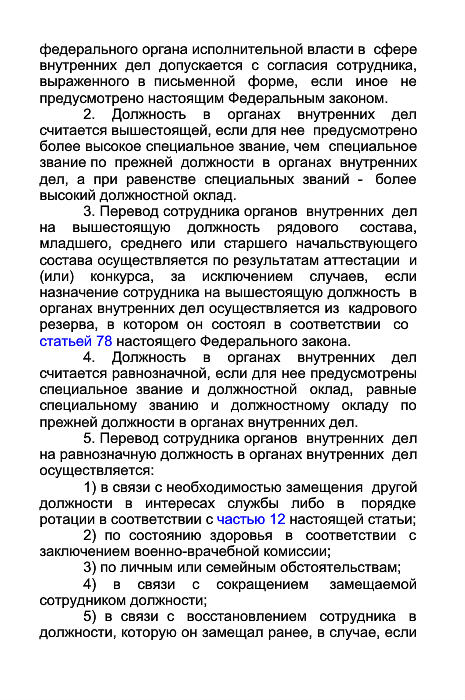 федерального органа исполнительной власти в сфере
внутренних дел допускается с согласия сотрудника,
выраженного в письменной форме, если иное не
предусмотрено настоящим Федеральным законом.
2. Должность в органах внутренних дел
считается вышестоящей, если для нее предусмотрено
более высокое специальное звание, чем специальное
звание по прежней должности в органах внутренних
дел, а при равенстве специальных званий - более
высокий должностной оклад.
3. Перевод сотрудника органов внутренних дел
на вышестоящую должность рядового состава,
младшего, среднего или старшего начальствующего
состава осуществляется по результатам аттестации и
(или) конкурса, за исключением случаев, если
назначение сотрудника на вышестоящую должность в
органах внутренних дел осуществляется из кадрового
резерва, в котором он состоял в соответствии со
статьей 78 настоящего Федерального закона.
4. Должность в органах внутренних дел
считается равнозначной, если для нее предусмотрены
специальное звание и должностной оклад, равные
специальному званию и должностному окладу по
прежней должности в органах внутренних дел.
5. Перевод сотрудника органов внутренних дел
на равнозначную должность в органах внутренних дел
осуществляется:
1) в связи с необходимостью замещения другой
должности в интересах службы либо в порядке
ротации в соответствии с частью 12 настоящей статьи;
2) по состоянию здоровья в соответствии с
заключением военно-врачебной комиссии;
3) по личным или семейным обстоятельствам;
4) в связи с сокращением замещаемой
сотрудником должности;
5) в связи с восстановлением сотрудника в
должности, которую он замещал ранее, в случае, если